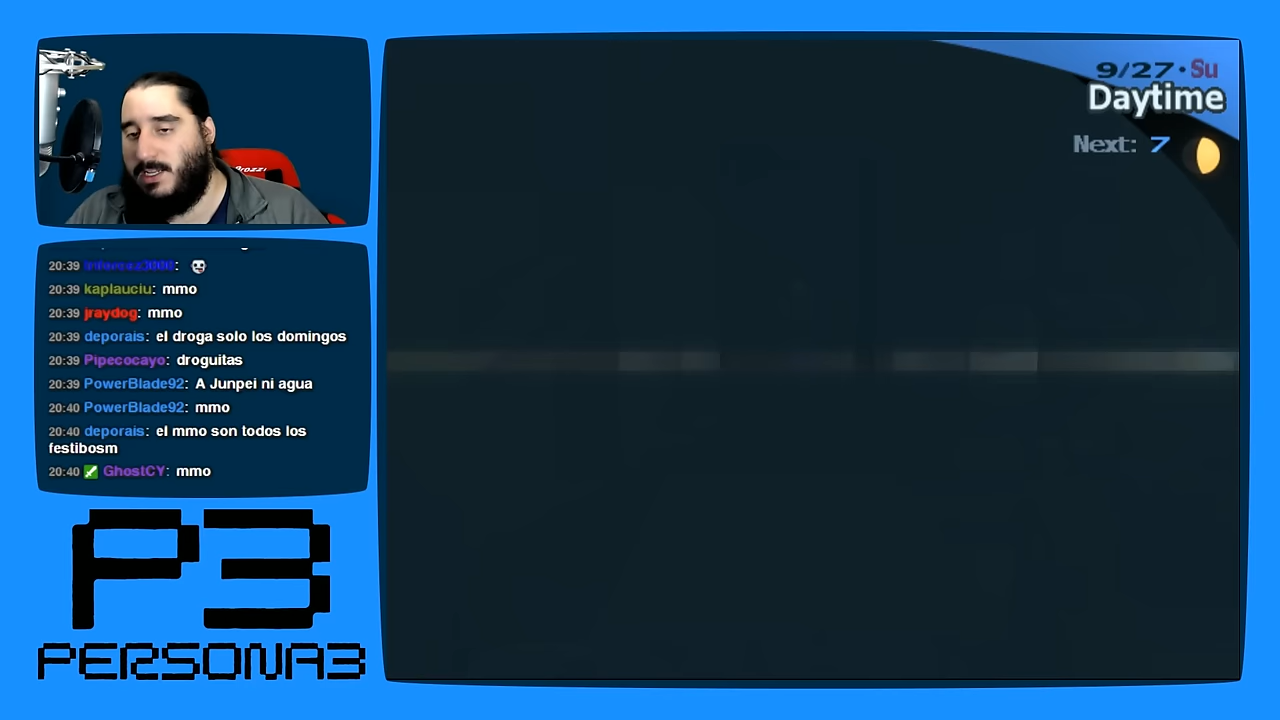 9/27・Su
Daytime
Next: 7
20:39
20:39 kaplauciu: mmo
20:39 jraydog: mmo
20:39 deporais: el droga solo los domingos
20:39 Pipecocayo: droguitas
20:39 PowerBlade92: A Junpei ni agua
20:40 PowerBlade92: mmo
20:40 deporais: el mmo son todos los
festibosm
20:40 GhostCY: mmo
P3
PERSONA3